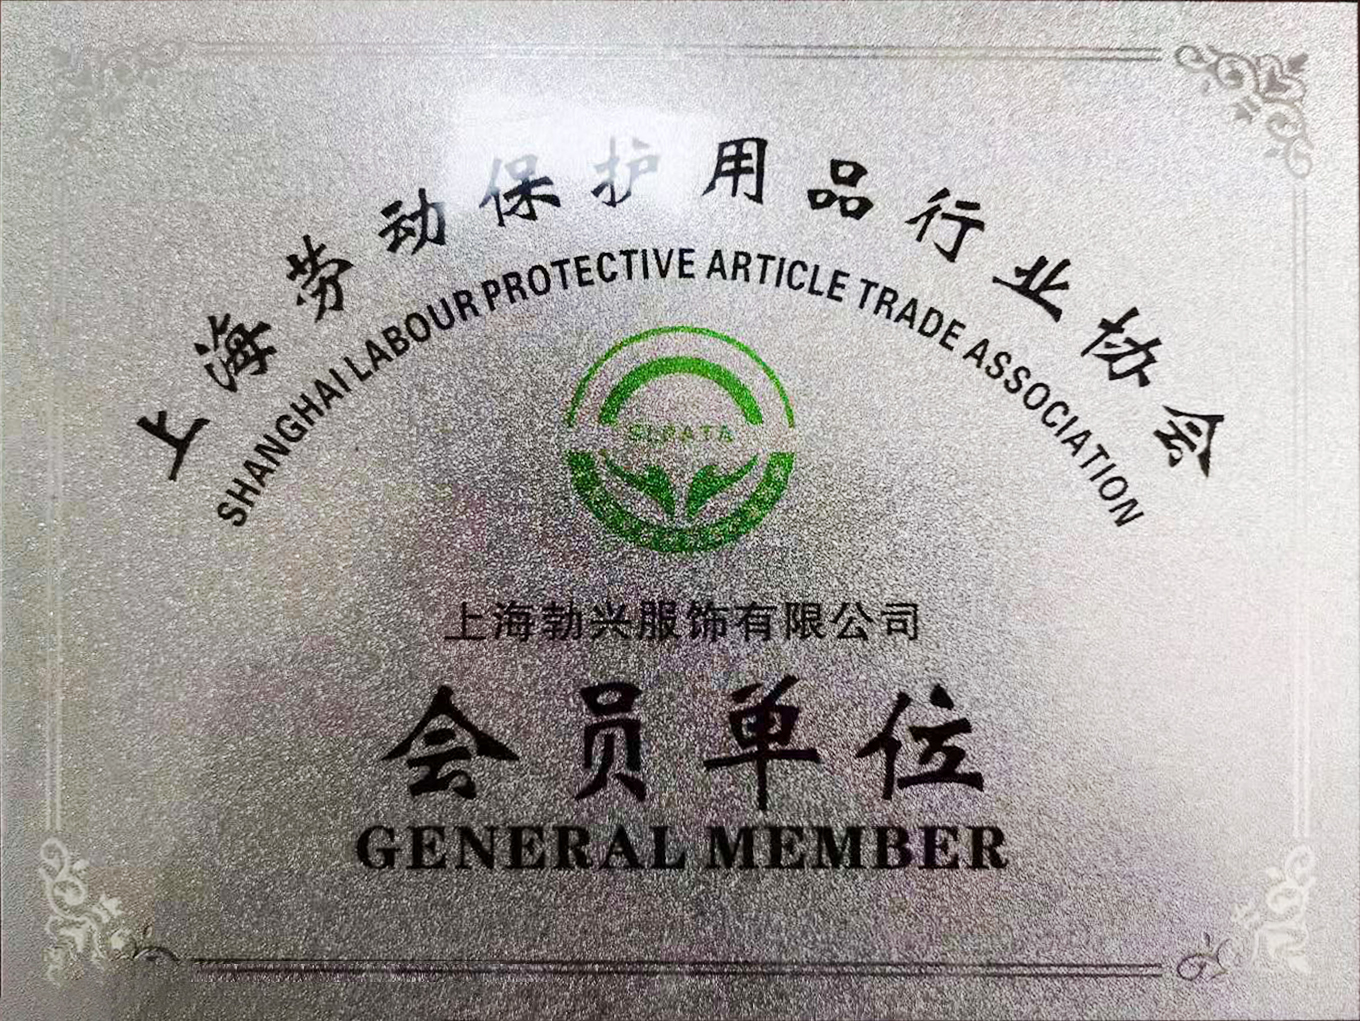 上海劳动保护用品行业协会
SHANGHAI LABOUR PROTECTIVE ARTICLE TRADE ASSOCIATION
SLPATA
上海勃兴服饰有限公司
会员单位
GENERAL MEMBER